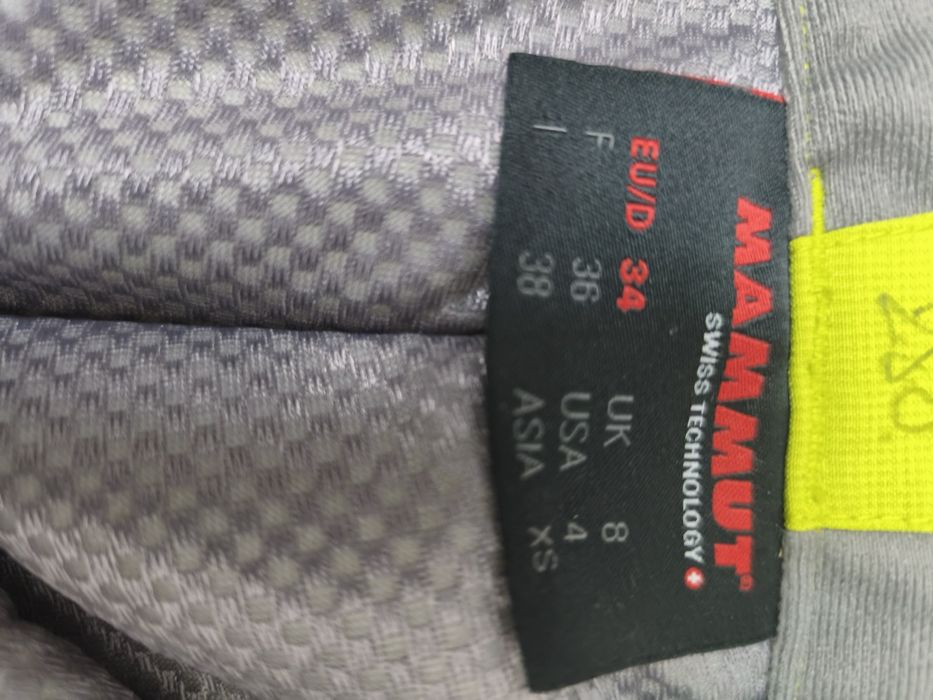 MAMMUT®
SWISS TECHNOLOGY
EU/D 34 UK 8
F 36 USA 4
I 38 ASIA XS